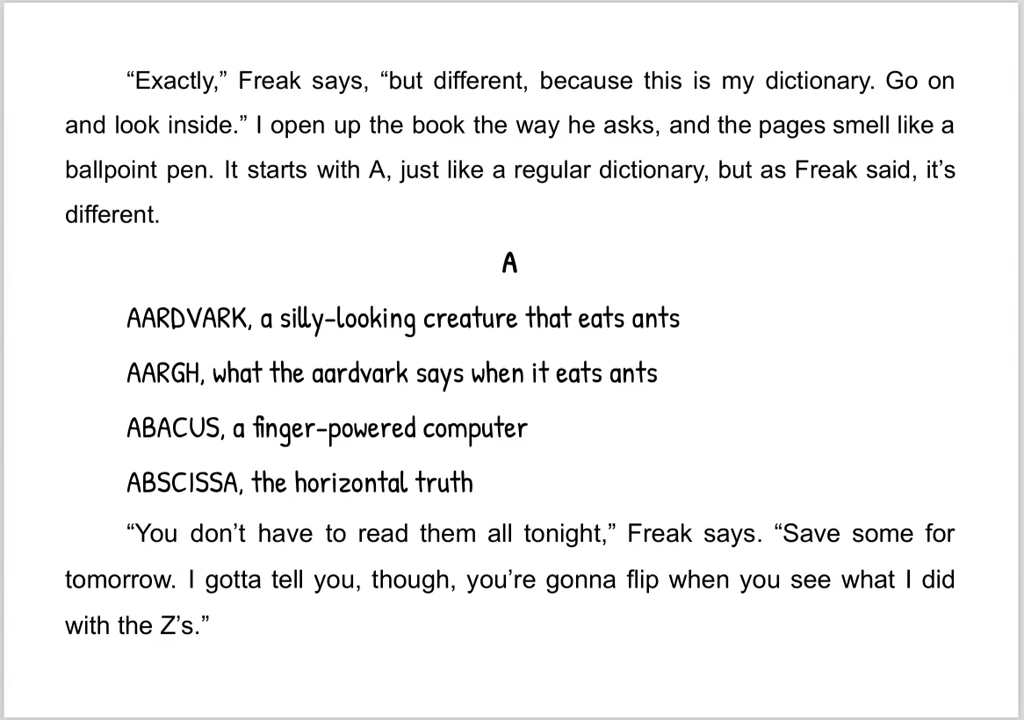 “Exactly,” Freak says, “but different, because this is my dictionary. Go on
and look inside.” I open up the book the way he asks, and the pages smell like a
ballpoint pen. It starts with A, just like a regular dictionary, but as Freak said, it’s
different.
A
AARDVARK, a silly-looking creature that eats ants
AARGH, what the aardvark says when it eats ants
ABACUS, a finger-powered computer
ABSCISSA, the horizontal truth
“You don’t have to read them all tonight,” Freak says. “Save some for
tomorrow. I gotta tell you, though, you’re gonna flip when you see what I did
with the Z’s.”